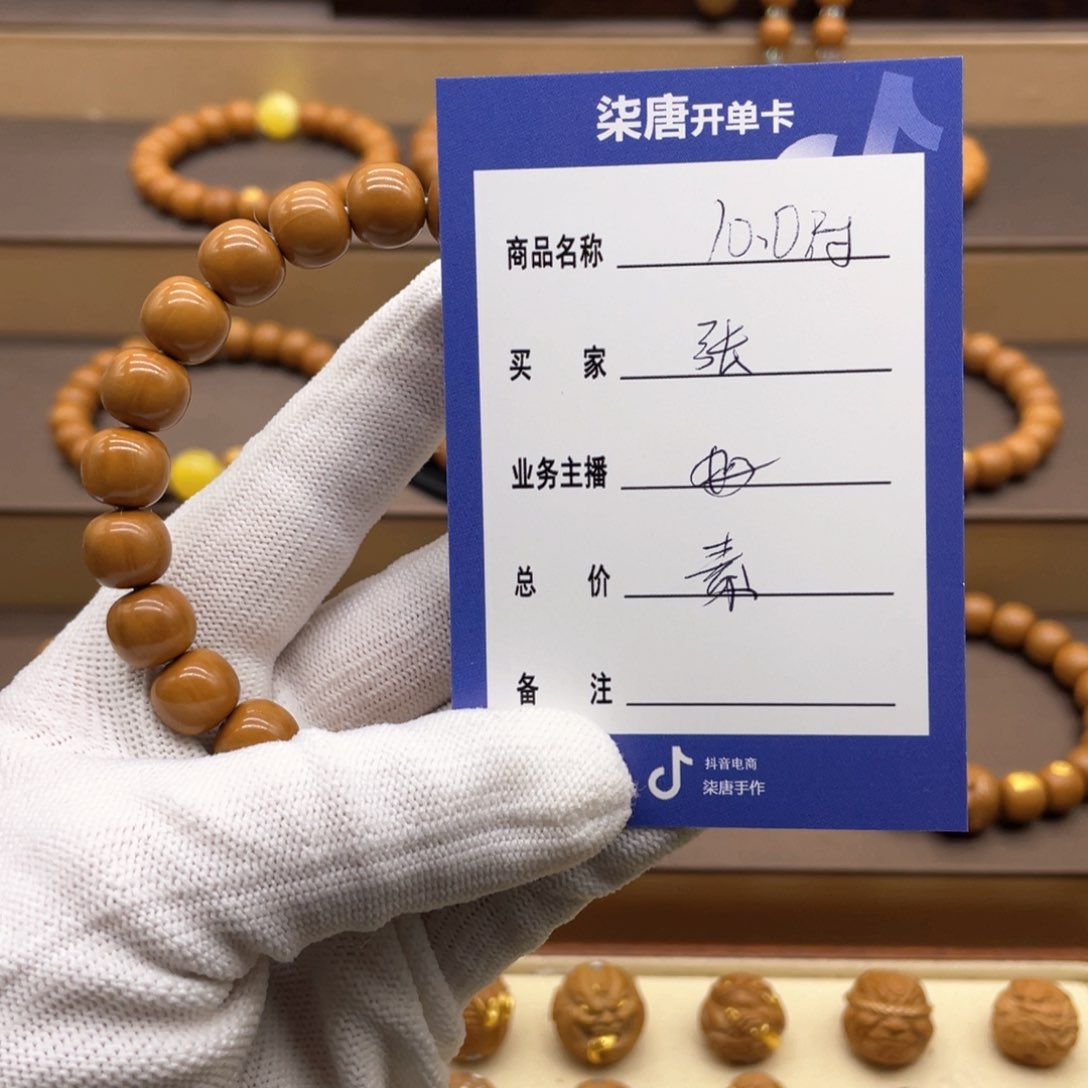 柒唐开单卡
商品名称 10.0
买家 张
业务主播
总价 素
备注
抖音电商
柒唐手作